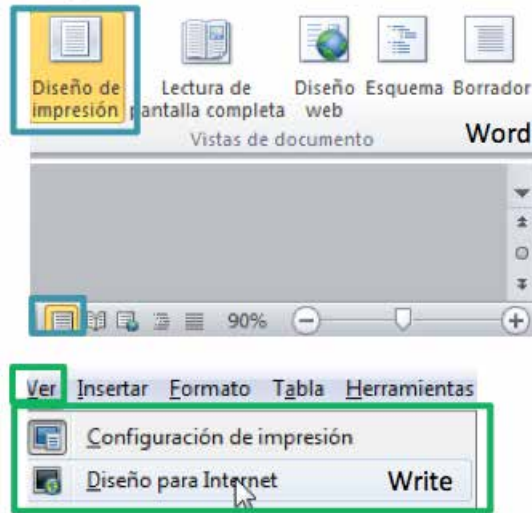 Diseño de Lectura de Diseño Esquema Borrador
impresión pantalla completa web
Vistas de documento Word
90%
Ver Insertar Formato Tabla Herramientas
Configuración de impresión
Diseño para Internet Write